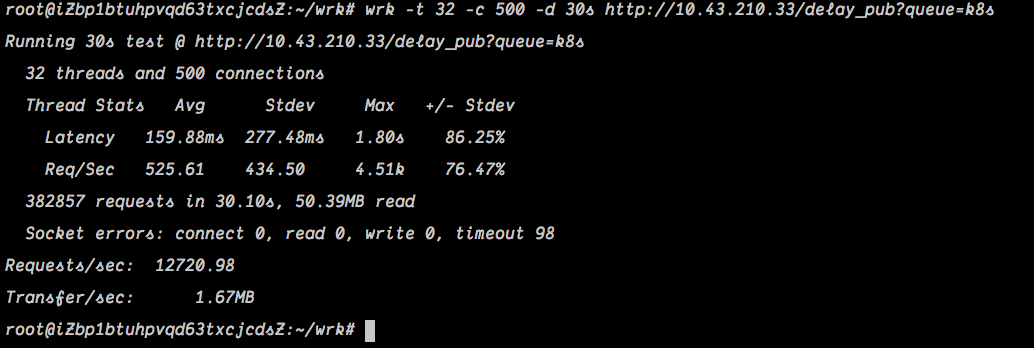 root@iZbp1btuhpvqd63txcjcdsZ:~/wrk# wrk -t 32 -c 500 -d 30s http://10.43.210.33/delay_pub?queue=k8s
Running 30s test @ http://10.43.210.33/delay_pub?queue=k8s
  32 threads and 500 connections
  Thread Stats   Avg      Stdev     Max   +/- Stdev
    Latency   159.88ms  277.48ms   1.80s    86.25%
    Req/Sec   525.61    434.50     4.51k    76.47%
  382857 requests in 30.10s, 50.39MB read
  Socket errors: connect 0, read 0, write 0, timeout 98
Requests/sec:  12720.98
Transfer/sec:      1.67MB
root@iZbp1btuhpvqd63txcjcdsZ:~/wrk#